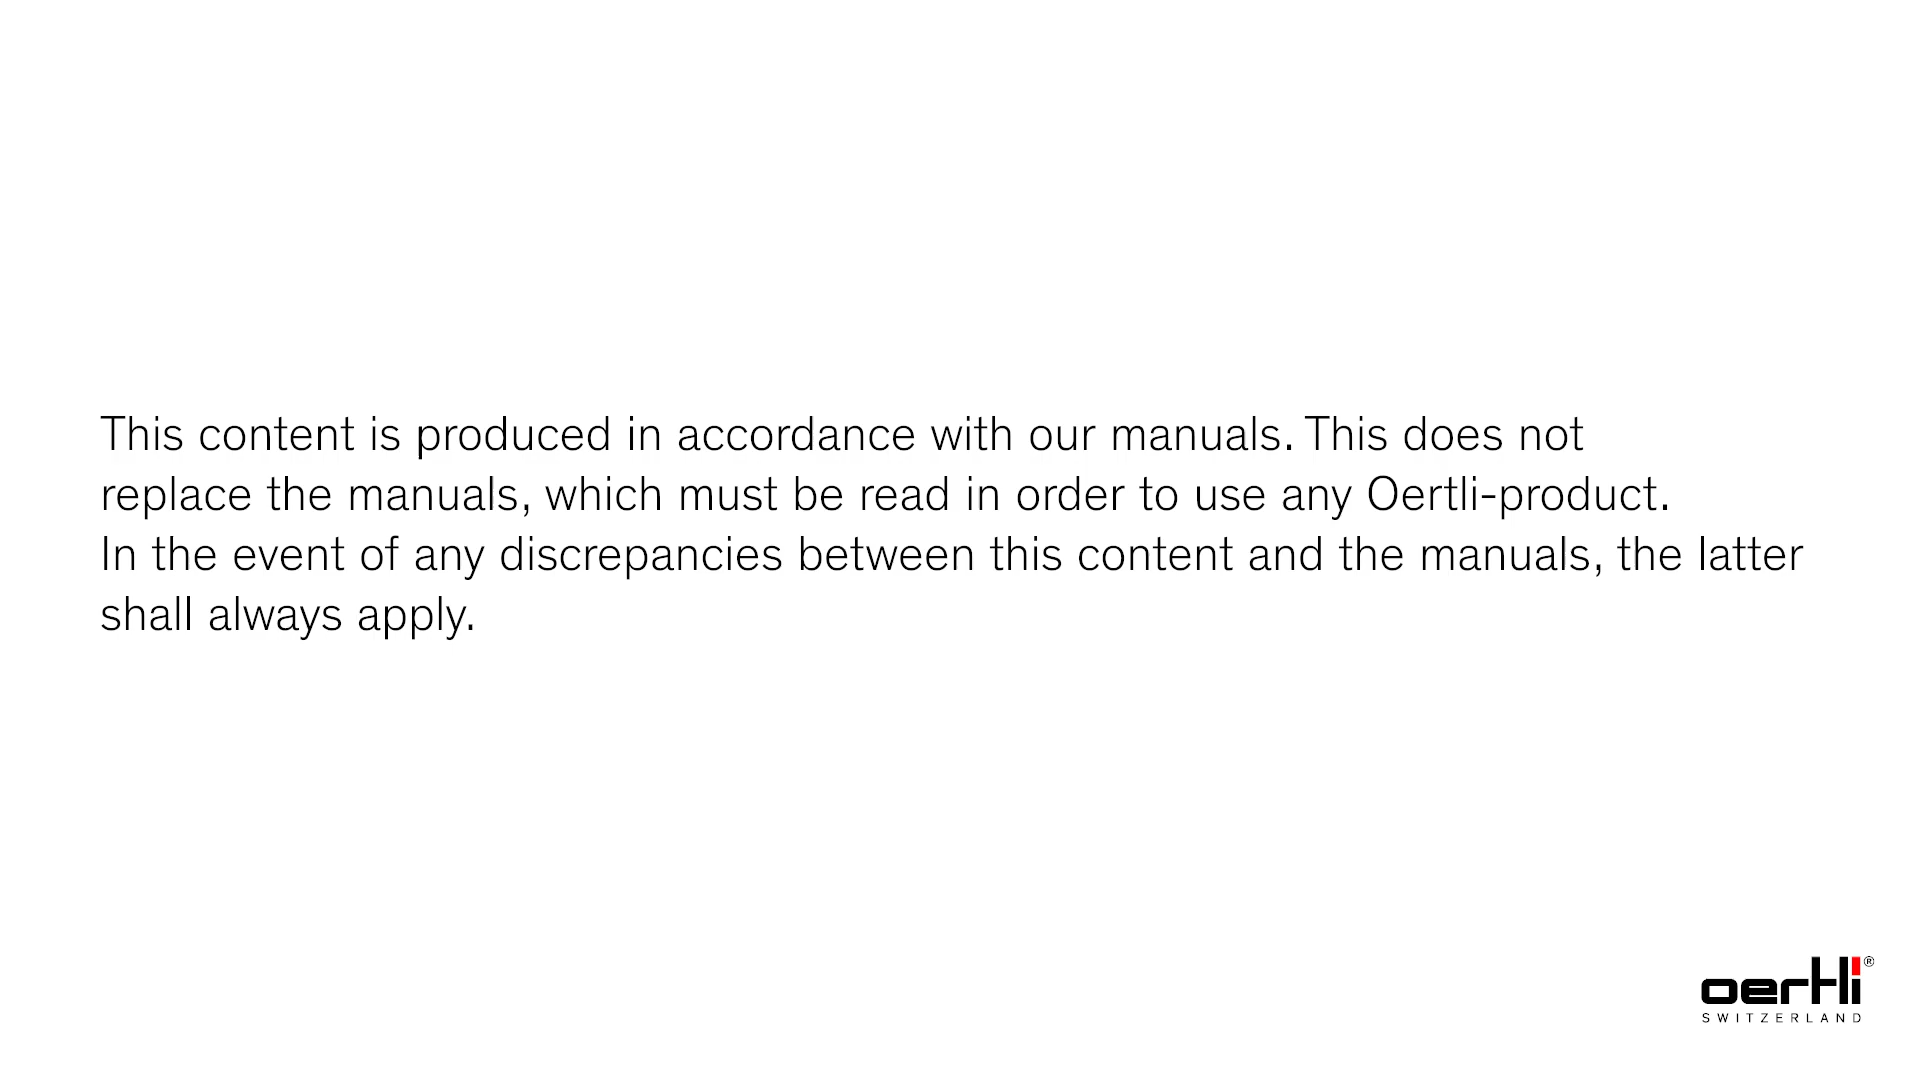 This content is produced in accordance with our manuals. This does not
replace the manuals, which must be read in order to use any Oertli-product.
In the event of any discrepancies between this content and the manuals, the latter
shall always apply.
oertli®
SWITZERLAND